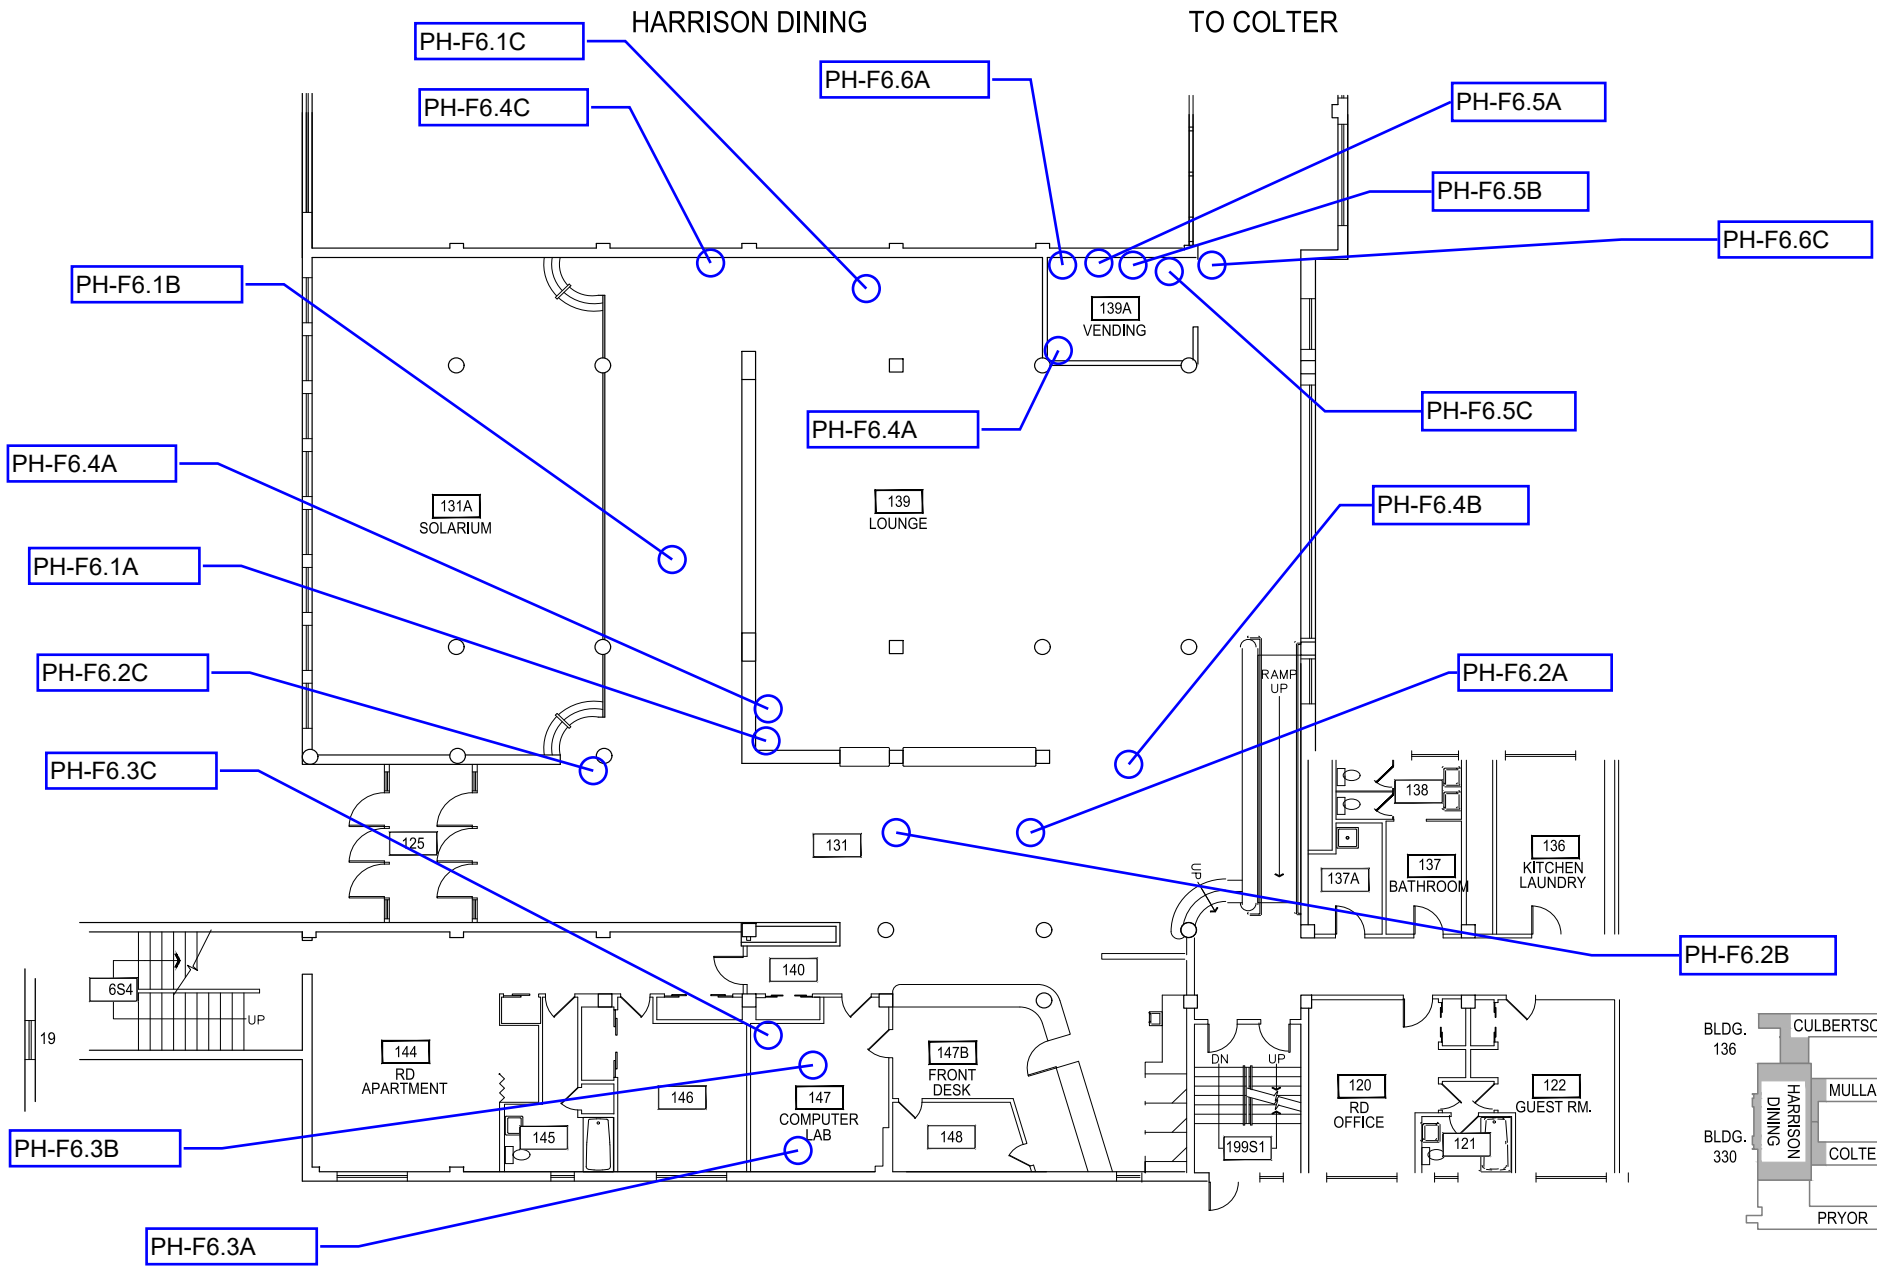 HARRISON DINING
TO COLTER
PH-F6.1C
PH-F6.6A
PH-F6.4C
PH-F6.5A
PH-F6.5B
PH-F6.6C
PH-F6.1B
139A
VENDING
PH-F6.5C
PH-F6.4A
PH-F6.4A
131A
SOLARIUM
139
LOUNGE
PH-F6.4B
PH-F6.1A
PH-F6.2C
RAMP
UP
PH-F6.2A
PH-F6.3C
138
125
131
137A
137
BATHROOM
136
KITCHEN
LAUNDRY
UP
PH-F6.2B
140
6S4
UP
19
144
RD
APARTMENT
147B
FRONT
DESK
DN
UP
120
RD
OFFICE
122
GUEST RM.
146
147
COMPUTER
LAB
145
148
199S1
121
PH-F6.3B
PH-F6.3A
BLDG.
136
CULBERTSO
MULLA
HARRISON
DINING
BLDG.
330
COLTE
PRYOR